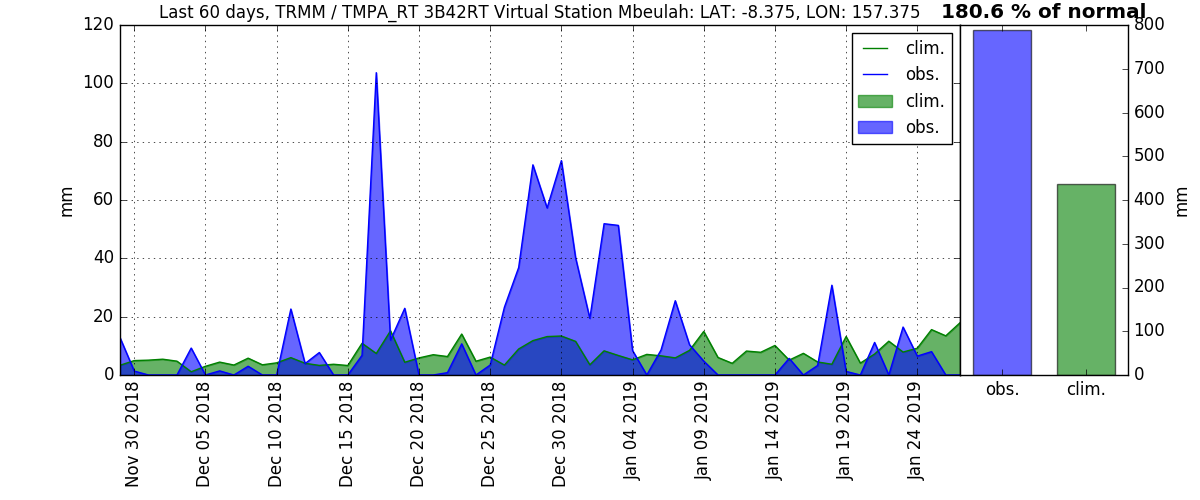 Last 60 days, TRMM / TMPA_RT 3B42RT Virtual Station Mbeulah: LAT: -8.375, LON: 157.375
180.6 % of normal
120
100
80
60
40
20
0
mm
clim.
obs.
clim.
obs.
Nov 30 2018
Dec 05 2018
Dec 10 2018
Dec 15 2018
Dec 20 2018
Dec 25 2018
Dec 30 2018
Jan 04 2019
Jan 09 2019
Jan 14 2019
Jan 19 2019
Jan 24 2019
800
700
600
500
400
300
200
100
0
mm
obs.
clim.